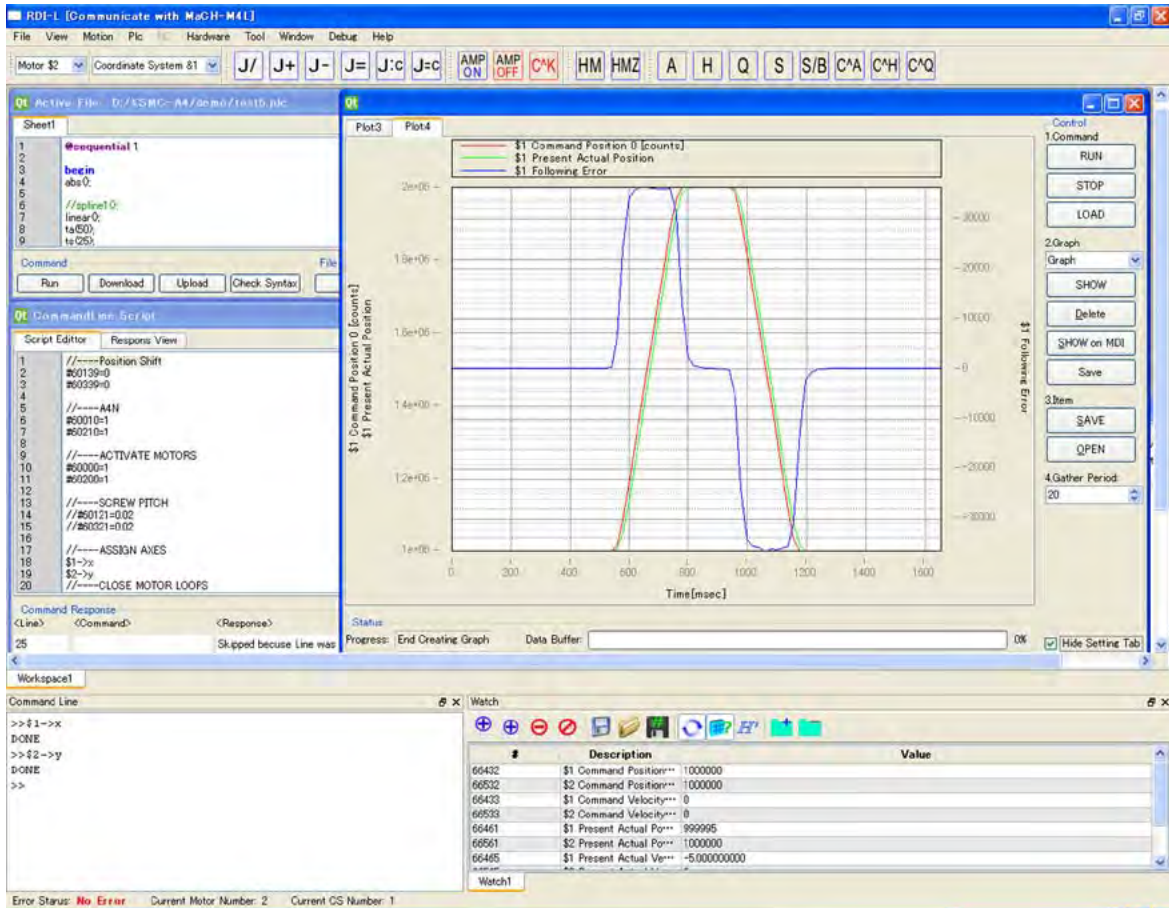 RDI-L [Communicate with MaCH-M4L]
File View Motion Plc NC Hardware Tool Window Debug Help
Motor $2 Coordinate System &1 J/ J+ J- J= J:c J=c AMP ON AMP OFF C^K HM HMZ A H Q S S/B C^A C^H C^Q
Qt Active File D:/KSMC-A4/demo/testb.plc
Sheet1
1 @sequential 1
2
3 begin
4 abs0;
5
6 //spline1 0;
7 linear0;
8 ta(50);
9 ts(25);
Command
File
Run Download Upload Check Syntax
Qt CommandLine Script
Script Edittor Respons View
1 //----Position Shift
2 #60139=0
3 #60339=0
4
5 //----A4N
6 #60010=1
7 #60210=1
8
9 //----ACTIVATE MOTORS
10 #60000=1
11 #60200=1
12
13 //----SCREW PITCH
14 //#60121=0.02
15 //#60321=0.02
16
17 //----ASSIGN AXES
18 $1->x
19 $2->y
20 //----CLOSE MOTOR LOOPS
Command Response
<Line> <Command> <Response>
25 Skipped becuse Line was
Qt
Plot3 Plot4
$1 Command Position 0 [counts]
$1 Present Actual Position
$1 Following Error
2e+06
1.8e+06
1.6e+06
1.4e+06
1.2e+06
1e+06
$1 Command Position 0 [counts]
$1 Present Actual Position
30000
20000
10000
0
-10000
-20000
-30000
$1 Following Error
0 200 400 600 800 1000 1200 1400 1600
Time[msec]
Status
Progress: End Creating Graph Data Buffer: 0%
Control
1.Command
RUN
STOP
LOAD
2.Graph
Graph
SHOW
Delete
SHOW on MDI
Save
3.Item
SAVE
OPEN
4.Gather Period:
20
Hide Setting Tab
Workspace1
Command Line
>>$1->x
DONE
>>$2->y
DONE
>>
Watch
# Description Value
66432 $1 Command Position··· 1000000
66532 $2 Command Position··· 1000000
66433 $1 Command Velocity··· 0
66533 $2 Command Velocity··· 0
66461 $1 Present Actual Po··· 999995
66561 $2 Present Actual Po··· 1000000
66465 $1 Present Actual Ve··· -5.000000000
Watch1
Error Starus: No Error Current Motor Number: 2 Current CS Number: 1